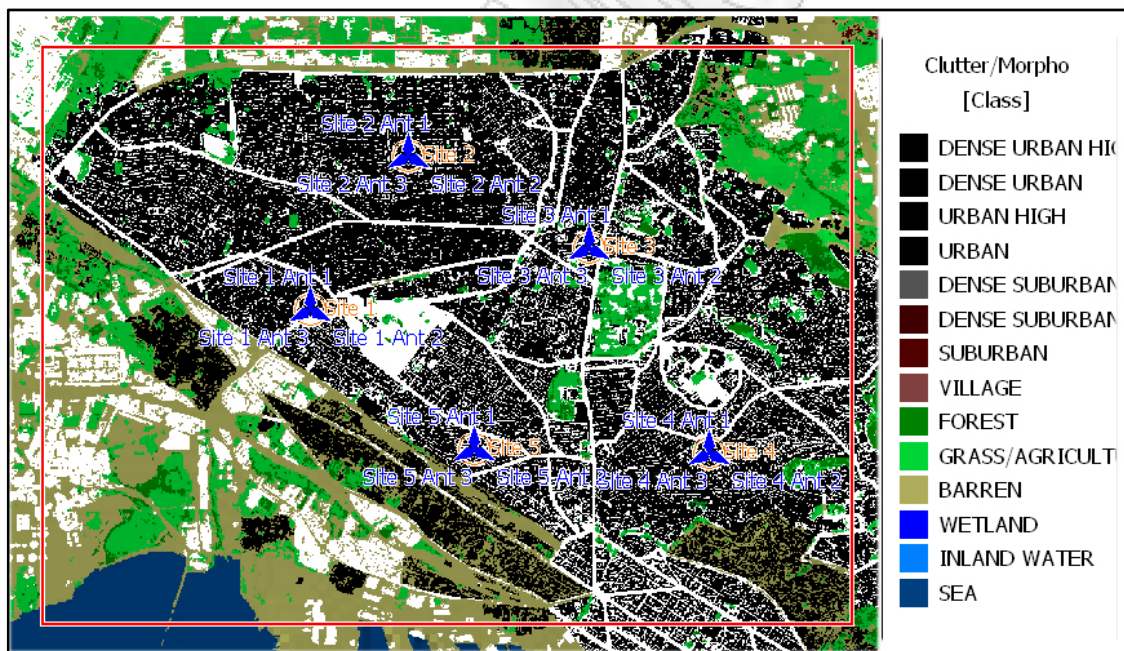 Clutter/Morpho
[Class]
DENSE URBAN HIG
DENSE URBAN
URBAN HIGH
URBAN
DENSE SUBURBAN
DENSE SUBURBAN
SUBURBAN
VILLAGE
FOREST
GRASS/AGRICULTU
BARREN
WETLAND
INLAND WATER
SEA
Site 2 Ant 1
Site 2
Site 2 Ant 3 Site 2 Ant 2
Site 3 Ant 1
Site 3
Site 3 Ant 3 Site 3 Ant 2
Site 1 Ant 1
Site 1
Site 1 Ant 3 Site 1 Ant 2
Site 5 Ant 1
Site 5
Site 5 Ant 3 Site 5 Ant 2
Site 4 Ant 1
Site 4
Site 4 Ant 3 Site 4 Ant 2